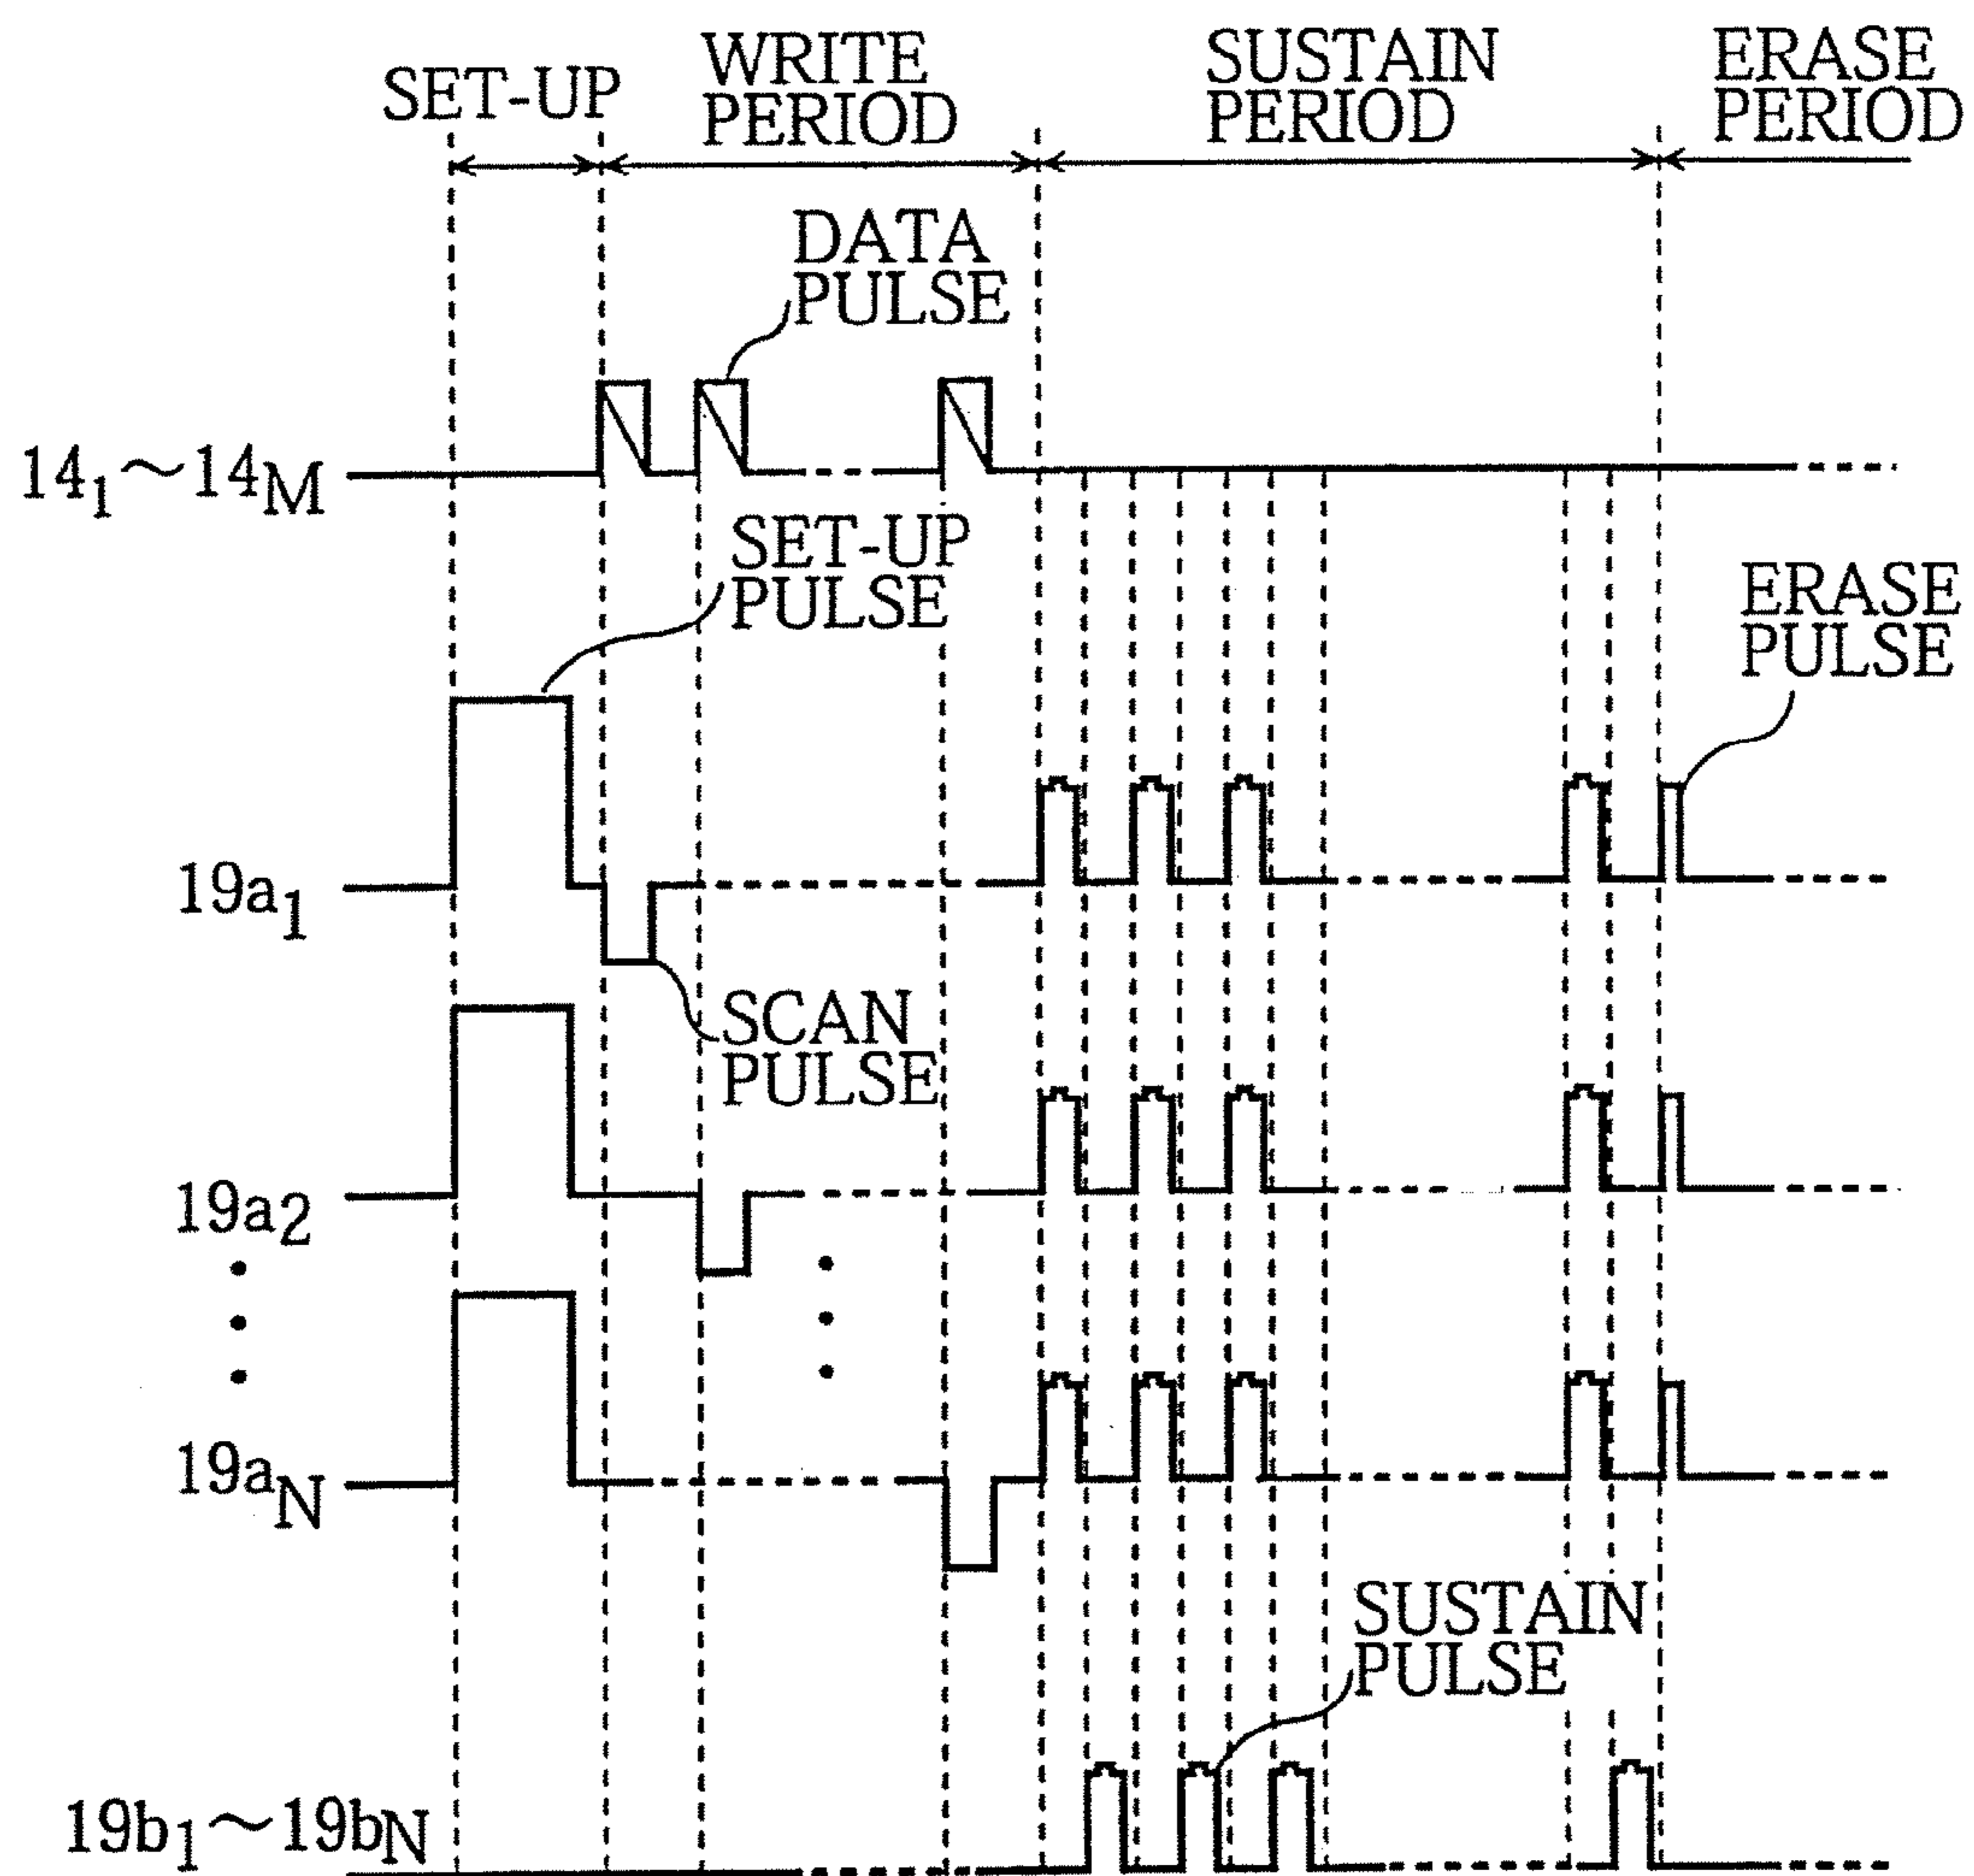 SET-UP
WRITE
PERIOD
SUSTAIN
PERIOD
ERASE
PERIOD
DATA
PULSE
14₁~14M
SET-UP
PULSE
ERASE
PULSE
19a₁
SCAN
PULSE
19a₂
19aN
SUSTAIN
PULSE
19b₁~19bN